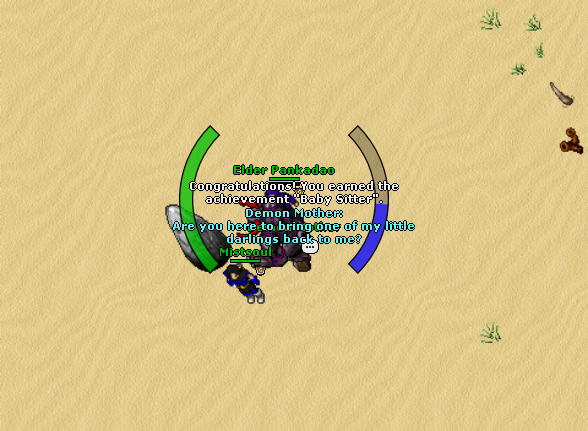 Elder Pankadao
Congratulations! You earned the
achievement "Baby Sitter".
Demon Mother:
Are you here to bring one of my little
darlings back to me?
Mistsoul